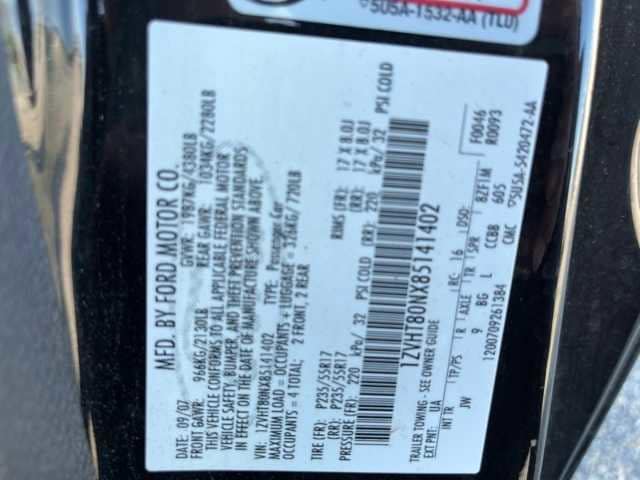 5U5A-1532-AA (TLD)
MFD. BY FORD MOTOR CO.
DATE: 09/07 GVWR: 1997KG/4380LB
FRONT GAWR: 966KG/2130LB REAR GAWR: 1034KG/2280LB
THIS VEHICLE CONFORMS TO ALL APPLICABLE FEDERAL MOTOR
VEHICLE SAFETY, BUMPER, AND THEFT PREVENTION STANDARDS
IN EFFECT ON THE DATE OF MANUFACTURE SHOWN ABOVE.
1ZVHT80NX85141402 TYPE: Passenger Car
MAXIMUM LOAD = OCCUPANTS + LUGGAGE = 326KG/720LB
OCCUPANTS = 4 TOTAL: 2 FRONT, 2 REAR
TIRE (FR): P235/55R17 RIMS (FR): 17 X 8.0J
(RR): P235/55R17 (RR): 17 X 8.0J
PRESSURE (FR): 220 kPa/ 32 PSI COLD (RR): 220 kPa/ 32 PSI COLD
1ZVHT80NX85141402
TRAILER TOWING - SEE OWNER GUIDE
EXT PNT: UA RC: 16 DSO: F0046
R0093
INT TR TP/PS R AXLE TR SPR
JW 9 BG L CCBB 82F1M
605
1200709261384 CMC 5U5A-5420472-AA